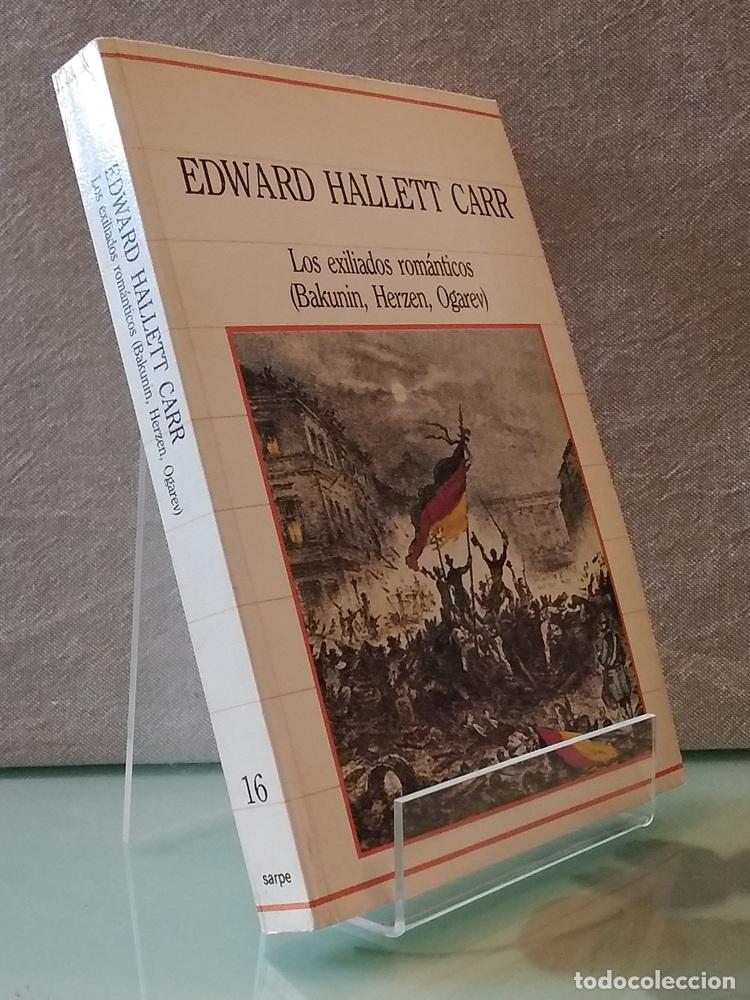 EDWARD HALLETT CARR
Los exiliados románticos
(Bakunin, Herzen, Ogarev)
EDWARD HALLETT CARR
Los exiliados románticos (Bakunin, Herzen, Ogarev)
16
sarpe
todocoleccion